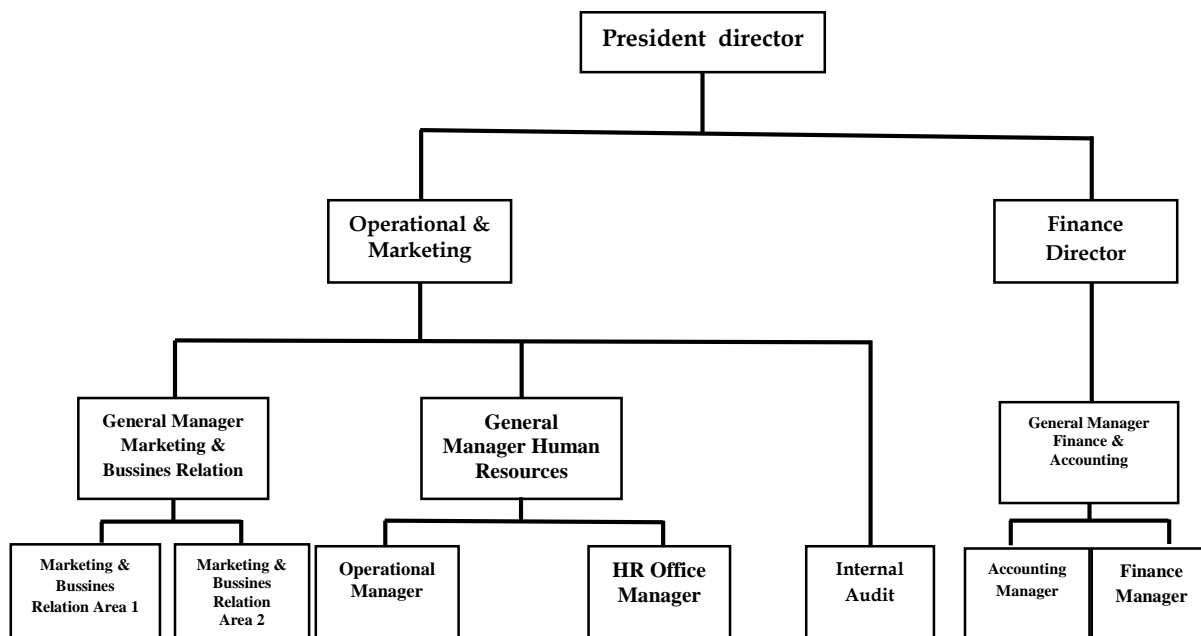 President director
Operational &
Marketing
Finance
Director
General Manager
Marketing &
Bussines Relation
General
Manager Human
Resources
General Manager
Finance &
Accounting
Marketing &
Bussines
Relation Area 1
Marketing &
Bussines
Relation
Area 2
Operational
Manager
HR Office
Manager
Internal
Audit
Accounting
Manager
Finance
Manager